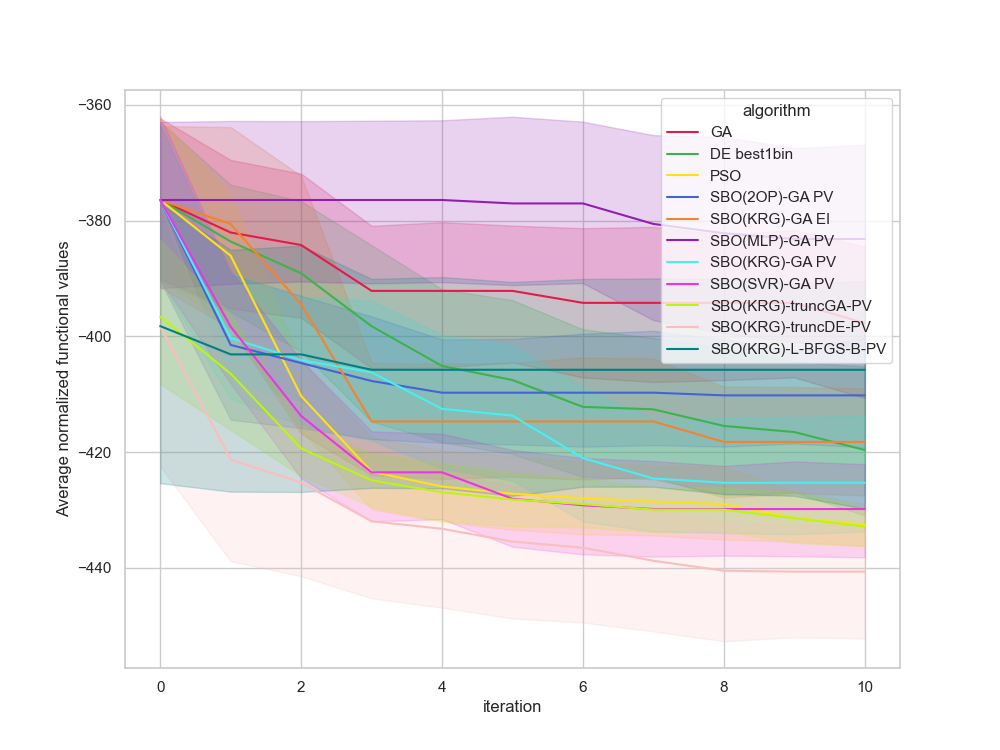 algorithm
GA
DE best1bin
PSO
SBO(2OP)-GA PV
SBO(KRG)-GA EI
SBO(MLP)-GA PV
SBO(KRG)-GA PV
SBO(SVR)-GA PV
SBO(KRG)-truncGA-PV
SBO(KRG)-truncDE-PV
SBO(KRG)-L-BFGS-B-PV
Average normalized functional values
−360
−380
−400
−420
−440
0 2 4 6 8 10
iteration